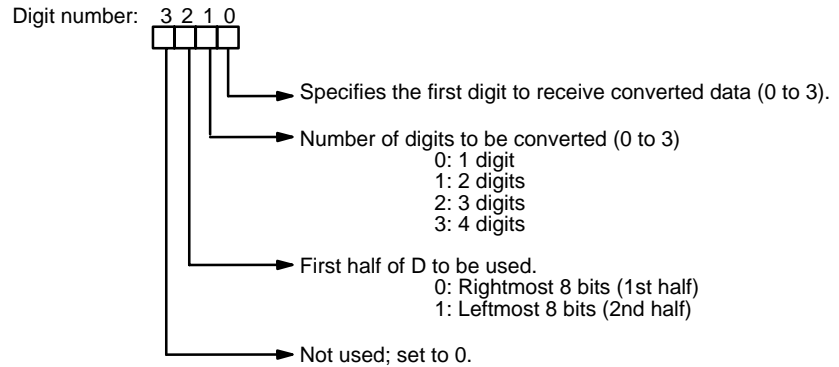 Digit number: 3 2 1 0
Specifies the first digit to receive converted data (0 to 3).
Number of digits to be converted (0 to 3)
0: 1 digit
1: 2 digits
2: 3 digits
3: 4 digits
First half of D to be used.
0: Rightmost 8 bits (1st half)
1: Leftmost 8 bits (2nd half)
Not used; set to 0.